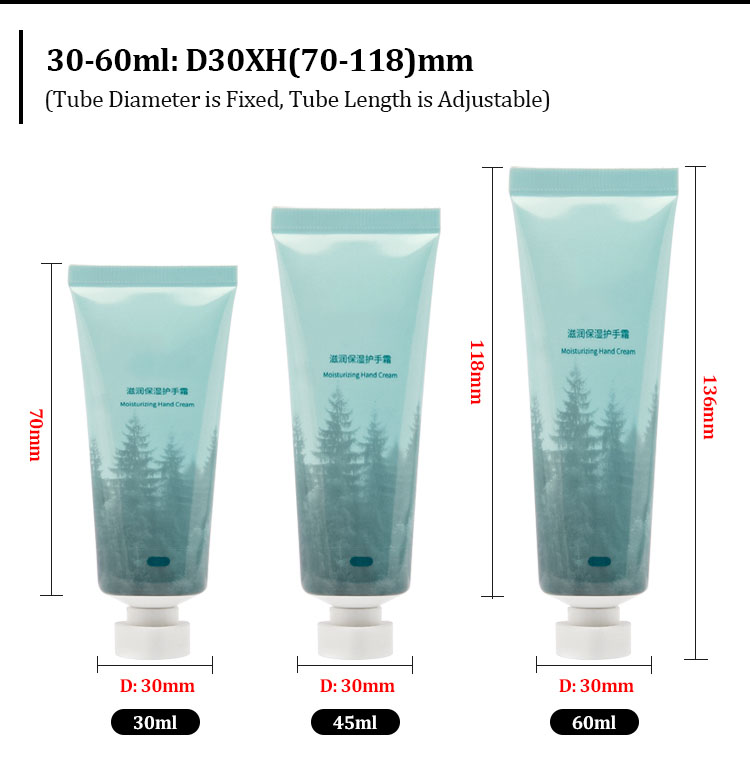 30-60ml: D30XH(70-118)mm
(Tube Diameter is Fixed, Tube Length is Adjustable)
滋润保湿护手霜
Moisturizing Hand Cream
滋润保湿护手霜
Moisturizing Hand Cream
滋润保湿护手霜
Moisturizing Hand Cream
70mm
118mm
136mm
D: 30mm
D: 30mm
D: 30mm
30ml
45ml
60ml